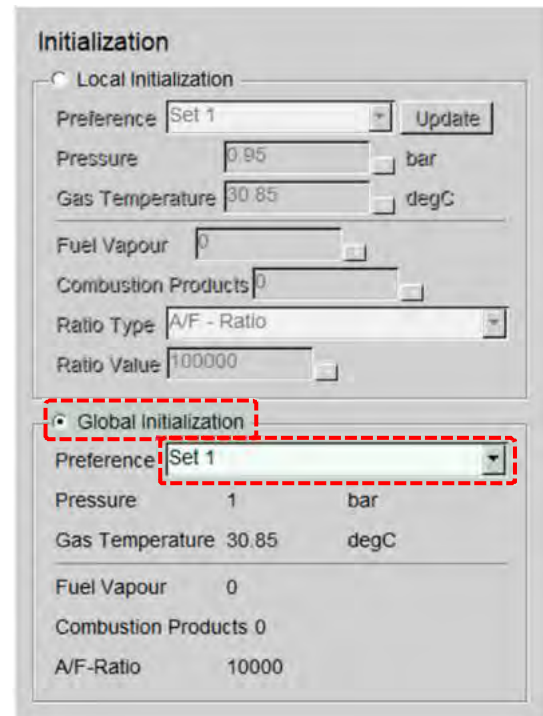 Initialization
Local Initialization
Preference Set 1 Update
Pressure 0.95 bar
Gas Temperature 30.85 degC
Fuel Vapour 0
Combustion Products 0
Ratio Type A/F - Ratio
Ratio Value 100000
Global Initialization
Preference Set 1
Pressure 1 bar
Gas Temperature 30.85 degC
Fuel Vapour 0
Combustion Products 0
A/F-Ratio 10000